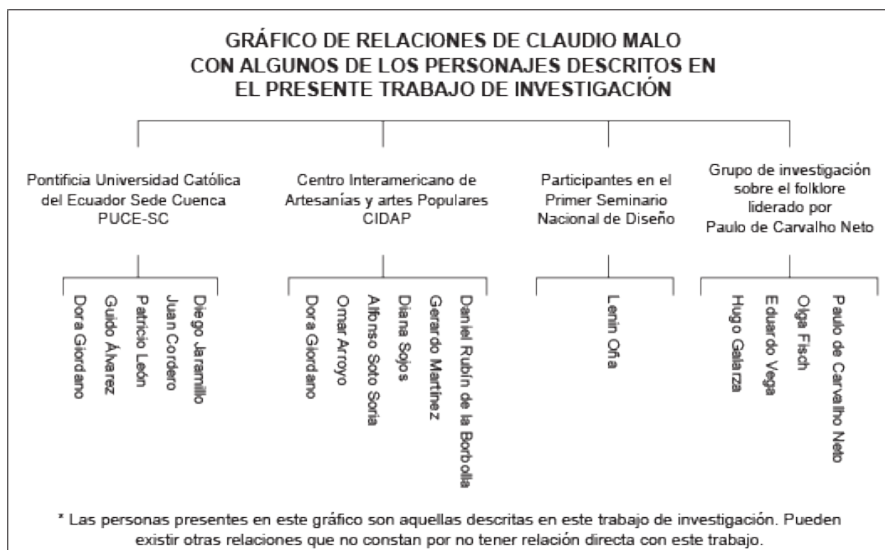 GRÁFICO DE RELACIONES DE CLAUDIO MALO
CON ALGUNOS DE LOS PERSONAJES DESCRITOS EN
EL PRESENTE TRABAJO DE INVESTIGACIÓN
Pontificia Universidad Católica
del Ecuador Sede Cuenca
PUCE-SC
Dora Giordano
Guido Álvarez
Patricio León
Juan Cordero
Diego Jaramillo
Centro Interamericano de
Artesanías y artes Populares
CIDAP
Dora Giordano
Omar Arroyo
Alfonso Soto Soria
Diana Sojos
Gerardo Martínez
Daniel Rubín de la Borbolla
Participantes en el
Primer Seminario
Nacional de Diseño
Lenin Oña
Grupo de investigación
sobre el folklore
liderado por
Paulo de Carvalho Neto
Hugo Galarza
Eduardo Vega
Olga Fisch
Paulo de Carvalho Neto
* Las personas presentes en este gráfico son aquellas descritas en este trabajo de investigación. Pueden
existir otras relaciones que no constan por no tener relación directa con este trabajo.